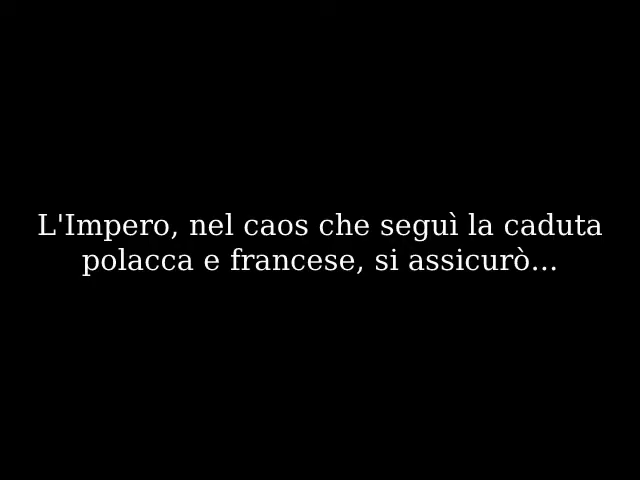 L'Impero, nel caos che seguì la caduta
polacca e francese, si assicurò...